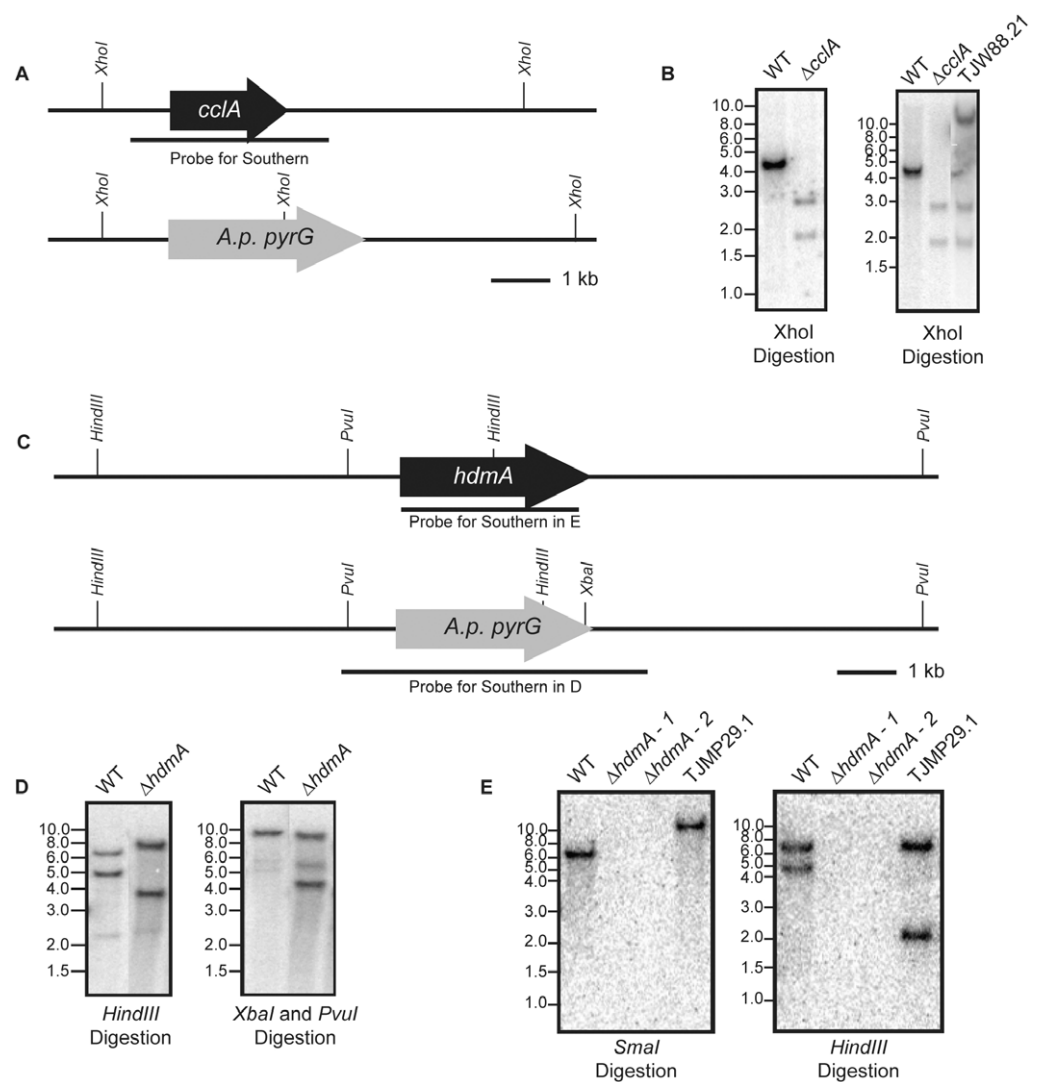 A
XhoI
XhoI
cclA
Probe for Southern
XhoI
XhoI
XhoI
A.p. pyrG
1 kb
B
WT
ΔcclA
10.0
6.0
5.0
4.0
3.0
2.0
1.5
1.0
XhoI
Digestion
WT
ΔcclA
TJW88.21
10.0
8.0
6.0
5.0
4.0
3.0
2.0
1.5
XhoI
Digestion
C
HindIII
PvuI
HindIII
PvuI
hdmA
Probe for Southern in E
HindIII
PvuI
HindIII
XbaI
PvuI
A.p. pyrG
Probe for Southern in D
1 kb
D
WT
ΔhdmA
10.0
8.0
6.0
5.0
4.0
3.0
2.0
1.5
HindIII
Digestion
WT
ΔhdmA
10.0
8.0
6.0
5.0
4.0
3.0
2.0
1.5
XbaI and PvuI
Digestion
E
WT
ΔhdmA - 1
ΔhdmA - 2
TJMP29.1
10.0
8.0
6.0
5.0
4.0
3.0
2.0
1.5
1.0
SmaI
Digestion
WT
ΔhdmA - 1
ΔhdmA - 2
TJMP29.1
10.0
8.0
6.0
5.0
4.0
3.0
2.0
1.5
1.0
HindIII
Digestion